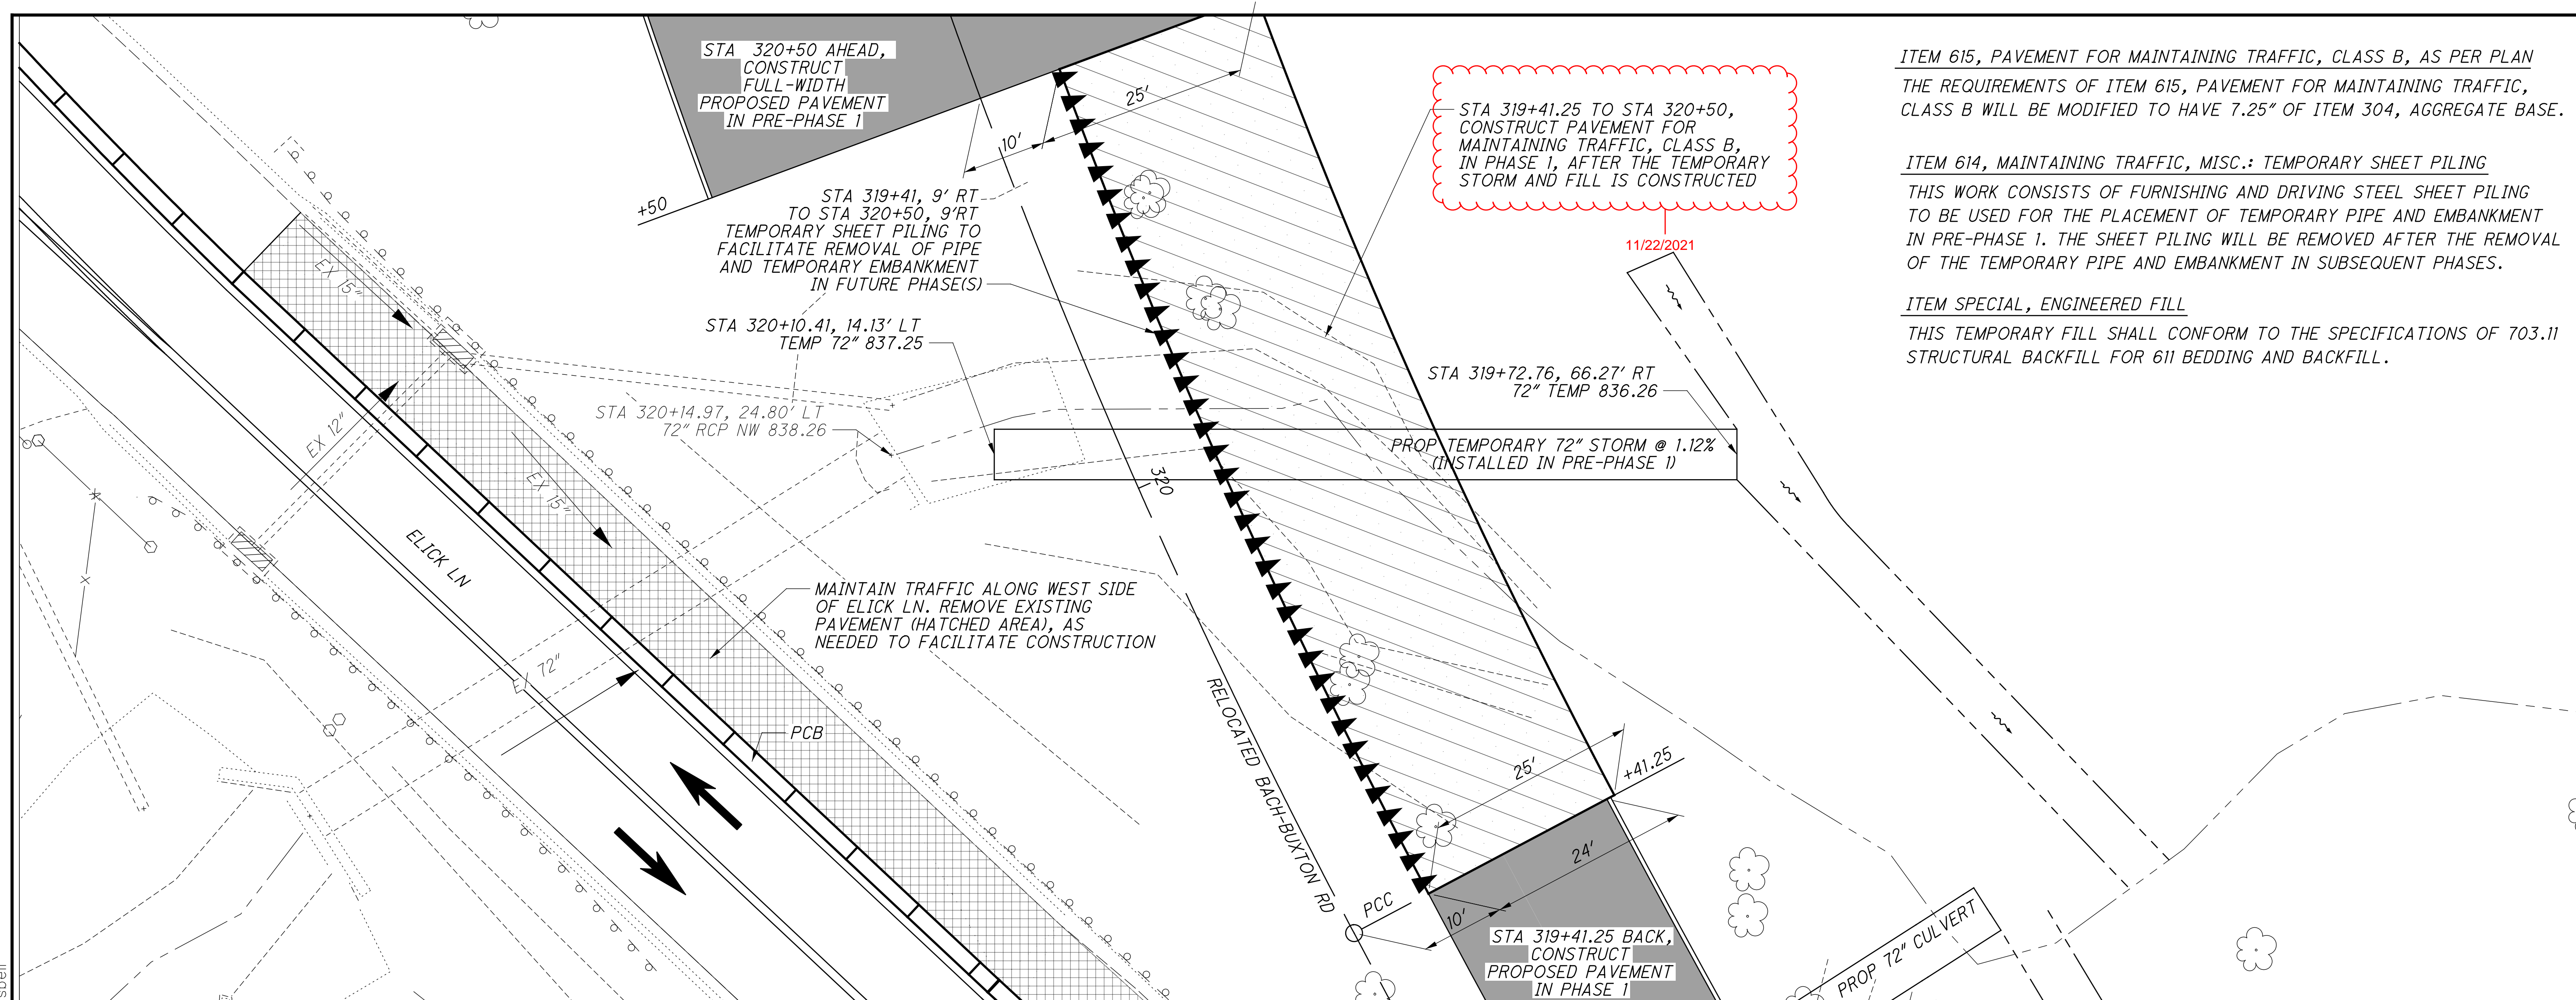 STA 320+50 AHEAD,
CONSTRUCT
FULL-WIDTH
PROPOSED PAVEMENT
IN PRE-PHASE 1
25'
10'
+50
STA 319+41.25 TO STA 320+50,
CONSTRUCT PAVEMENT FOR
MAINTAINING TRAFFIC, CLASS B,
IN PHASE 1, AFTER THE TEMPORARY
STORM AND FILL IS CONSTRUCTED
11/22/2021
ITEM 615, PAVEMENT FOR MAINTAINING TRAFFIC, CLASS B, AS PER PLAN
THE REQUIREMENTS OF ITEM 615, PAVEMENT FOR MAINTAINING TRAFFIC,
CLASS B WILL BE MODIFIED TO HAVE 7.25" OF ITEM 304, AGGREGATE BASE.
ITEM 614, MAINTAINING TRAFFIC, MISC.: TEMPORARY SHEET PILING
THIS WORK CONSISTS OF FURNISHING AND DRIVING STEEL SHEET PILING
TO BE USED FOR THE PLACEMENT OF TEMPORARY PIPE AND EMBANKMENT
IN PRE-PHASE 1. THE SHEET PILING WILL BE REMOVED AFTER THE REMOVAL
OF THE TEMPORARY PIPE AND EMBANKMENT IN SUBSEQUENT PHASES.
ITEM SPECIAL, ENGINEERED FILL
THIS TEMPORARY FILL SHALL CONFORM TO THE SPECIFICATIONS OF 703.11
STRUCTURAL BACKFILL FOR 611 BEDDING AND BACKFILL.
STA 319+41, 9' RT
TO STA 320+50, 9'RT
TEMPORARY SHEET PILING TO
FACILITATE REMOVAL OF PIPE
AND TEMPORARY EMBANKMENT
IN FUTURE PHASE(S)
EX 15"
STA 320+10.41, 14.13' LT
TEMP 72" 837.25
STA 319+72.76, 66.27' RT
72" TEMP 836.26
STA 320+14.97, 24.80' LT
72" RCP NW 838.26
EX 12"
PROP TEMPORARY 72" STORM @ 1.12%
(INSTALLED IN PRE-PHASE 1)
EX 15"
320
ELICK LN
MAINTAIN TRAFFIC ALONG WEST SIDE
OF ELICK LN. REMOVE EXISTING
PAVEMENT (HATCHED AREA), AS
NEEDED TO FACILITATE CONSTRUCTION
72"
RELOCATED BACH-BUXTON RD
PCB
25'
+41.25
24'
PCC
10'
STA 319+41.25 BACK,
CONSTRUCT
PROPOSED PAVEMENT
IN PHASE 1
PROP 72" CULVERT